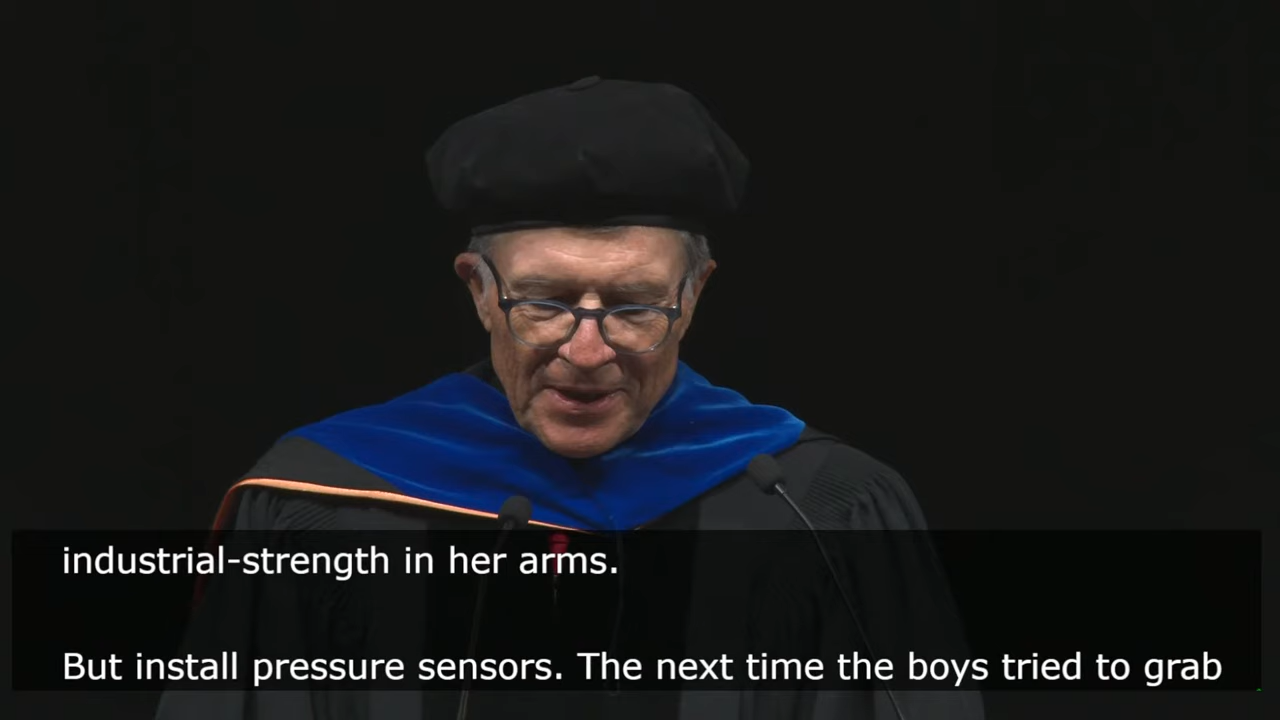 industrial-strength in her arms.
But install pressure sensors. The next time the boys tried to grab